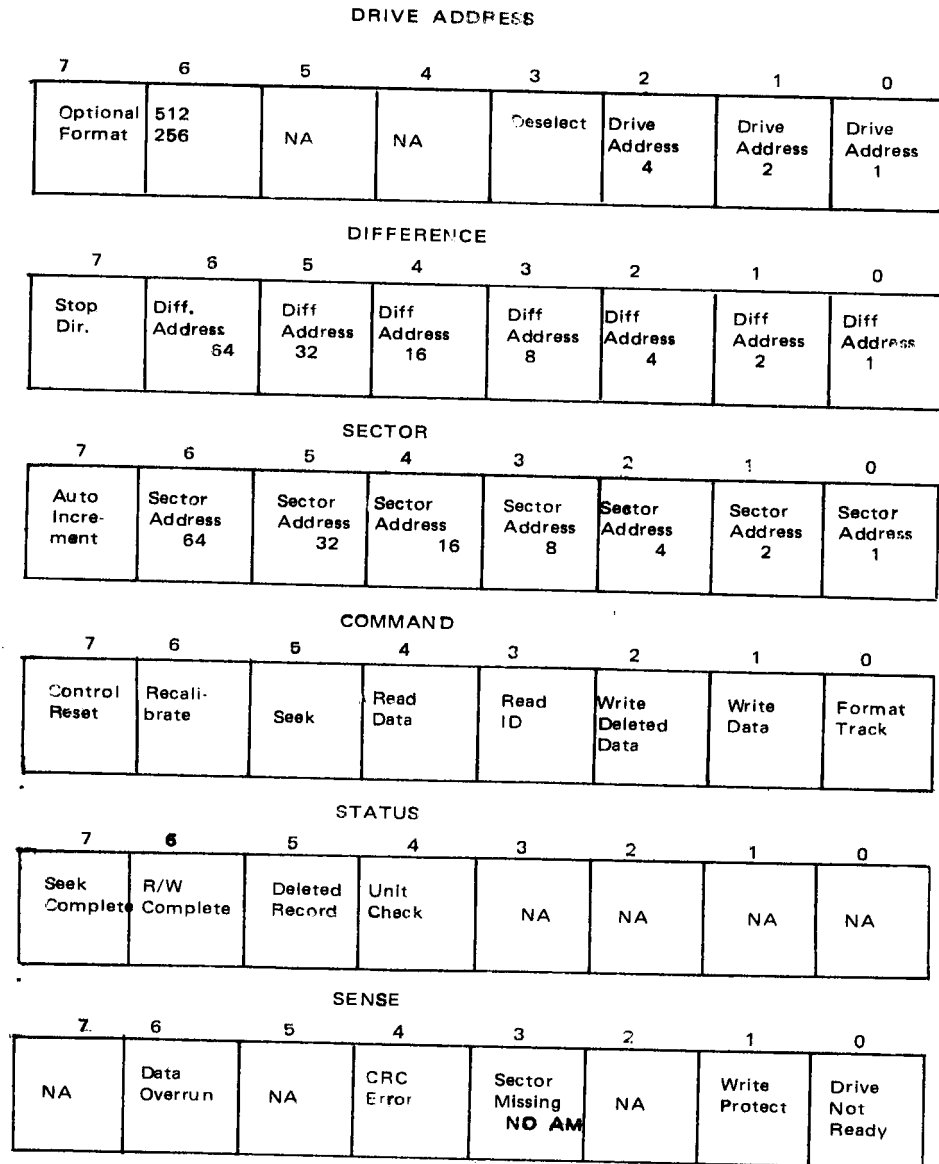 DRIVE ADDRESS
7 6 5 4 3 2 1 0
Optional 512 NA NA Deselect Drive Drive Drive
Format 256 Address Address Address
4 2 1
DIFFERENCE
7 6 5 4 3 2 1 0
Stop Diff. Diff Diff Diff Diff Diff Diff
Dir. Address Address Address Address Address Address Address
64 32 16 8 4 2 1
SECTOR
7 6 5 4 3 2 1 0
Auto Sector Sector Sector Sector Sector Sector Sector
Incre- Address Address Address Address Address Address Address
ment 64 32 16 8 4 2 1
COMMAND
7 6 5 4 3 2 1 0
Control Recali- Seek Read Read Write Write Format
Reset brate Data ID Deleted Data Track
Data
STATUS
7 6 5 4 3 2 1 0
Seek R/W Deleted Unit NA NA NA NA
Complete Complete Record Check
SENSE
7. 6 5 4 3 2 1 0
NA Data NA CRC Sector NA Write Drive
Overrun Error Missing Protect Not
NO AM Ready